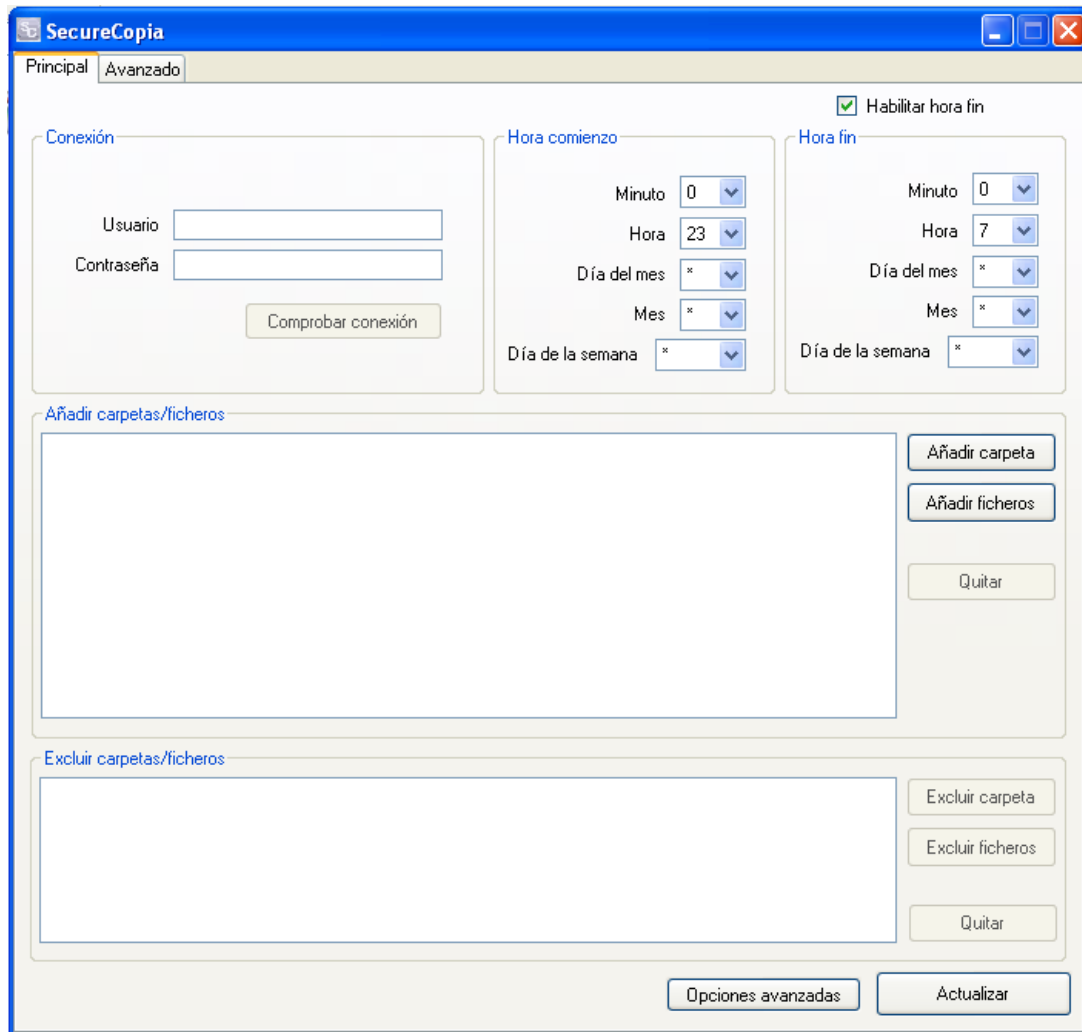 SecureCopia
Principal Avanzado
Habilitar hora fin
Conexión
Usuario
Contraseña
Comprobar conexión
Hora comienzo
Minuto 0
Hora 23
Día del mes *
Mes *
Día de la semana *
Hora fin
Minuto 0
Hora 7
Día del mes *
Mes *
Día de la semana *
Añadir carpetas/ficheros
Añadir carpeta
Añadir ficheros
Quitar
Excluir carpetas/ficheros
Excluir carpeta
Excluir ficheros
Quitar
Opciones avanzadas
Actualizar